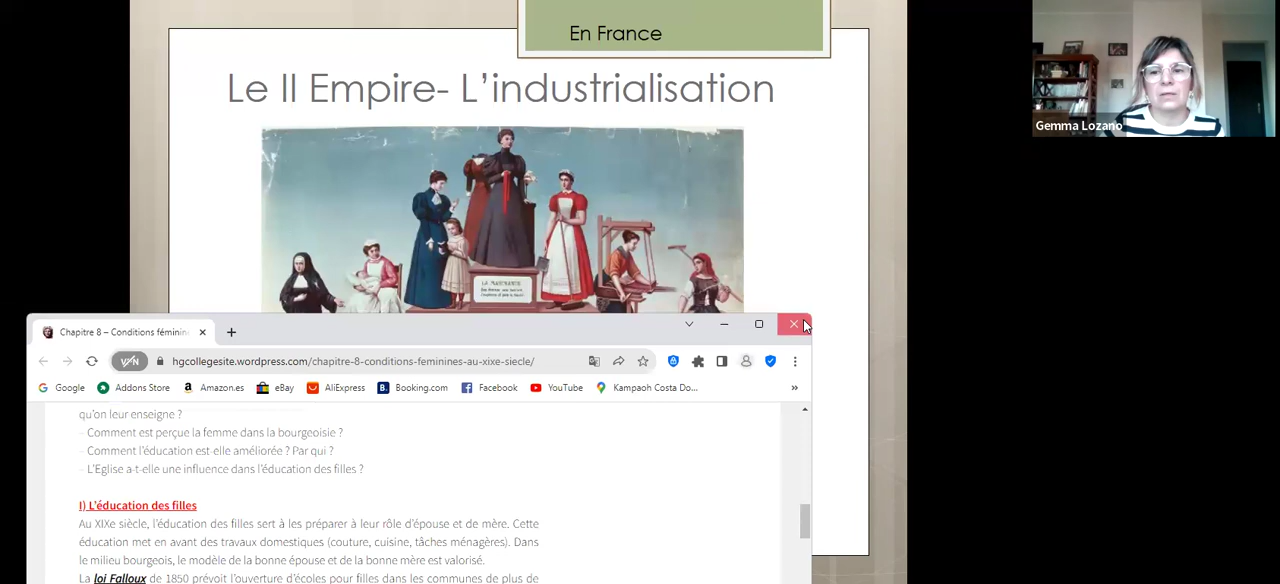 En France
Le II Empire- L'industrialisation
Gemma Lozano
LA MARCHANDE
Chapitre 8 – Conditions féminin
hgcollegesite.wordpress.com/chapitre-8-conditions-feminines-au-xixe-siecle/
Google Addons Store Amazon.es eBay AliExpress Booking.com Facebook YouTube Kampaoh Costa Do... »
qu'on leur enseigne ?
– Comment est perçue la femme dans la bourgeoisie ?
– Comment l'éducation est-elle améliorée ? Par qui ?
– L'Eglise a-t-elle une influence dans l'éducation des filles ?
I) L'éducation des filles
Au XIXe siècle, l'éducation des filles sert à les préparer à leur rôle d'épouse et de mère. Cette
éducation met en avant des travaux domestiques (couture, cuisine, tâches ménagères). Dans
le milieu bourgeois, le modèle de la bonne épouse et de la bonne mère est valorisé.
La loi Falloux de 1850 prévoit l'ouverture d'écoles pour filles dans les communes de plus de